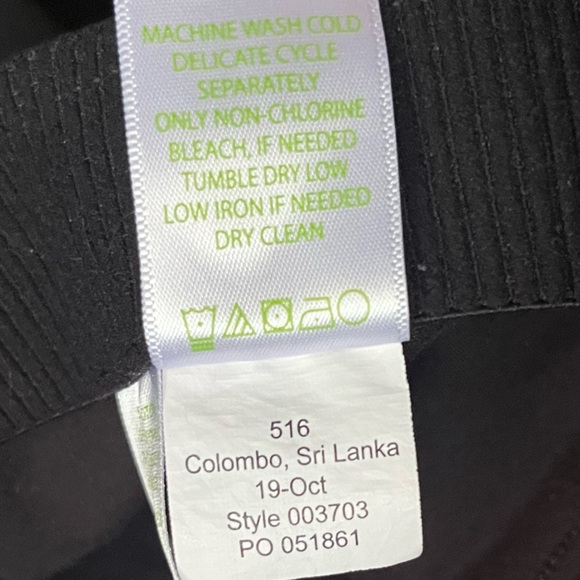 MACHINE WASH COLD
DELICATE CYCLE
SEPARATELY
ONLY NON-CHLORINE
BLEACH, IF NEEDED
TUMBLE DRY LOW
LOW IRON IF NEEDED
DRY CLEAN
516
Colombo, Sri Lanka
19-Oct
Style 003703
PO 051861